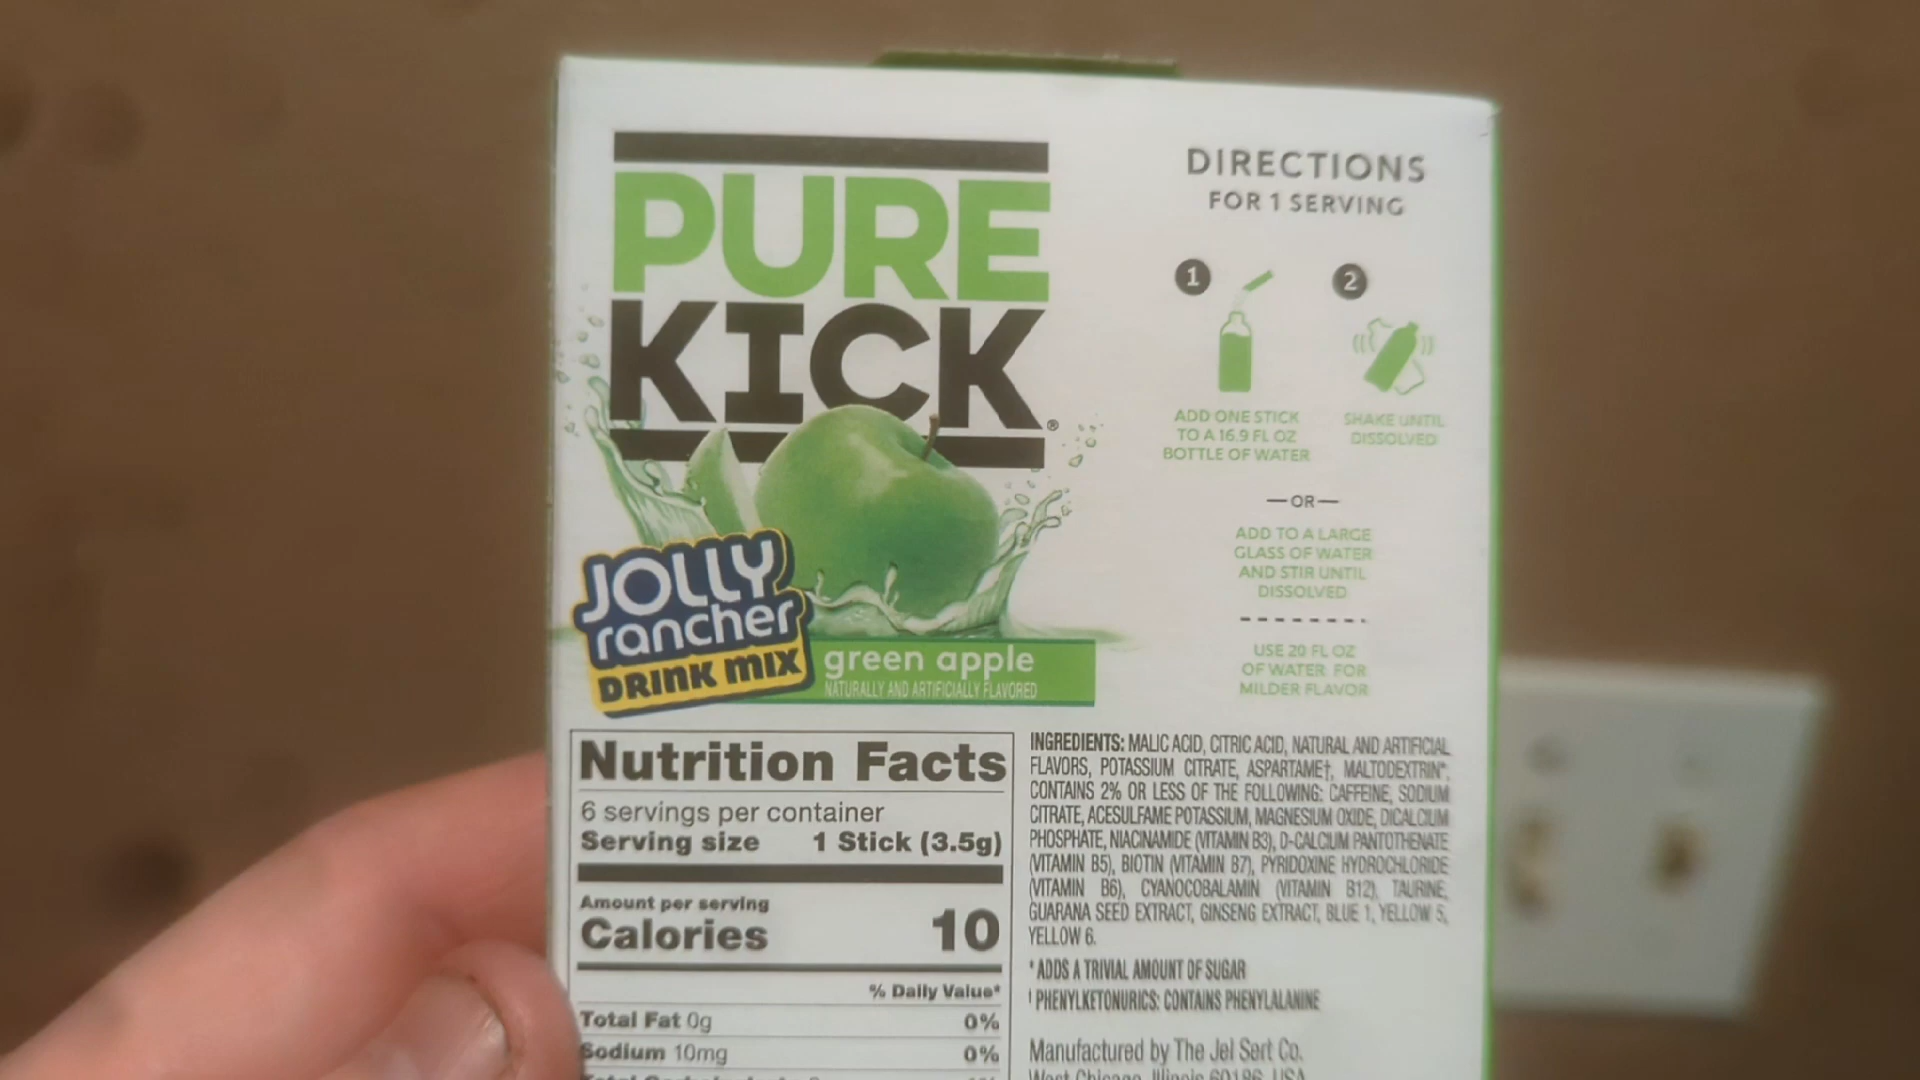 PURE
KICK®
JOLLY
rancher
DRINK MIX
green apple
NATURALLY AND ARTIFICIALLY FLAVORED
DIRECTIONS
FOR 1 SERVING
1
2
ADD ONE STICK
TO A 16.9 FL OZ
BOTTLE OF WATER
SHAKE UNTIL
DISSOLVED
—OR—
ADD TO A LARGE
GLASS OF WATER
AND STIR UNTIL
DISSOLVED
USE 20 FL OZ
OF WATER FOR
MILDER FLAVOR
Nutrition Facts
6 servings per container
Serving size 1 Stick (3.5g)
Amount per serving
Calories 10
% Daily Value*
Total Fat 0g 0%
Sodium 10mg 0%
INGREDIENTS: MALIC ACID, CITRIC ACID, NATURAL AND ARTIFICIAL
FLAVORS, POTASSIUM CITRATE, ASPARTAME†, MALTODEXTRIN*,
CONTAINS 2% OR LESS OF THE FOLLOWING: CAFFEINE, SODIUM
CITRATE, ACESULFAME POTASSIUM, MAGNESIUM OXIDE, DICALCIUM
PHOSPHATE, NIACINAMIDE (VITAMIN B3), D-CALCIUM PANTOTHENATE
(VITAMIN B5), BIOTIN (VITAMIN B7), PYRIDOXINE HYDROCHLORIDE
(VITAMIN B6), CYANOCOBALAMIN (VITAMIN B12), TAURINE,
GUARANA SEED EXTRACT, GINSENG EXTRACT, BLUE 1, YELLOW 5,
YELLOW 6.
*ADDS A TRIVIAL AMOUNT OF SUGAR
† PHENYLKETONURICS: CONTAINS PHENYLALANINE
Manufactured by The Jel Sert Co.
West Chicago, Illinois 60186, USA